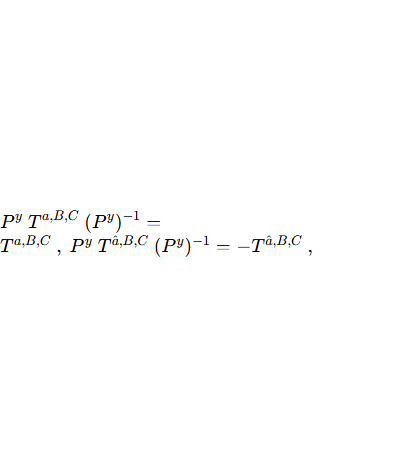 $P^y \, T^{a,B,C} \, (P^y)^{-1} =$
$T^{a,B,C} \; , \; P^y \, T^{\hat{a},B,C} \, (P^y)^{-1} = -T^{\hat{a},B,C} \; ,$